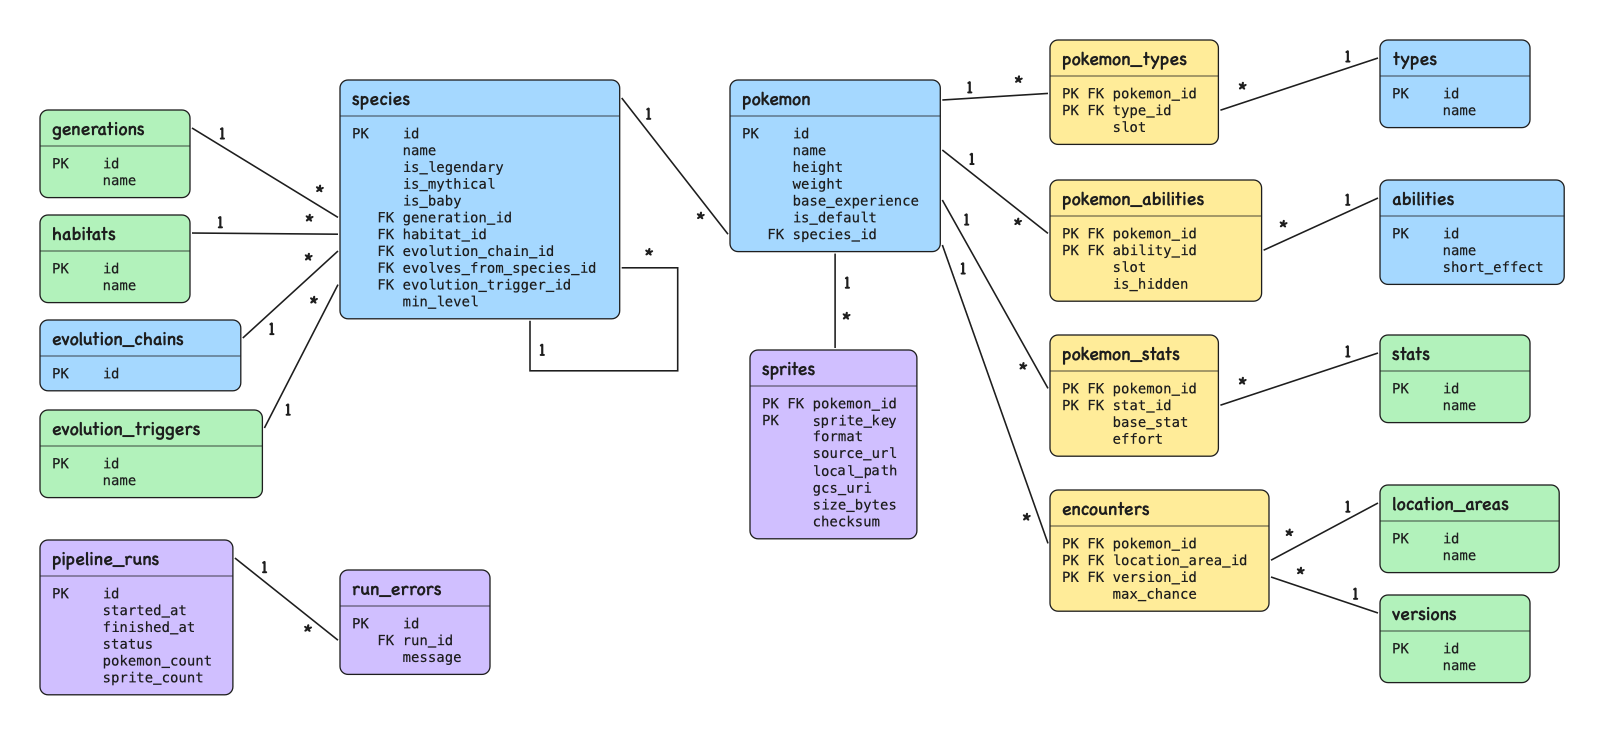 generations
PK id
name
habitats
PK id
name
evolution_chains
PK id
evolution_triggers
PK id
name
species
PK id
name
is_legendary
is_mythical
is_baby
FK generation_id
FK habitat_id
FK evolution_chain_id
FK evolves_from_species_id
FK evolution_trigger_id
min_level
1
*
1
*
1
*
1
*
1
*
1
*
pokemon
PK id
name
height
weight
base_experience
is_default
FK species_id
1
*
sprites
PK FK pokemon_id
PK sprite_key
format
source_url
local_path
gcs_uri
size_bytes
checksum
1
*
1
*
1
*
1
*
pokemon_types
PK FK pokemon_id
PK FK type_id
slot
*
1
types
PK id
name
pokemon_abilities
PK FK pokemon_id
PK FK ability_id
slot
is_hidden
*
1
abilities
PK id
name
short_effect
pokemon_stats
PK FK pokemon_id
PK FK stat_id
base_stat
effort
*
1
stats
PK id
name
encounters
PK FK pokemon_id
PK FK location_area_id
PK FK version_id
max_chance
*
1
location_areas
PK id
name
*
1
versions
PK id
name
pipeline_runs
PK id
started_at
finished_at
status
pokemon_count
sprite_count
1
*
run_errors
PK id
FK run_id
message